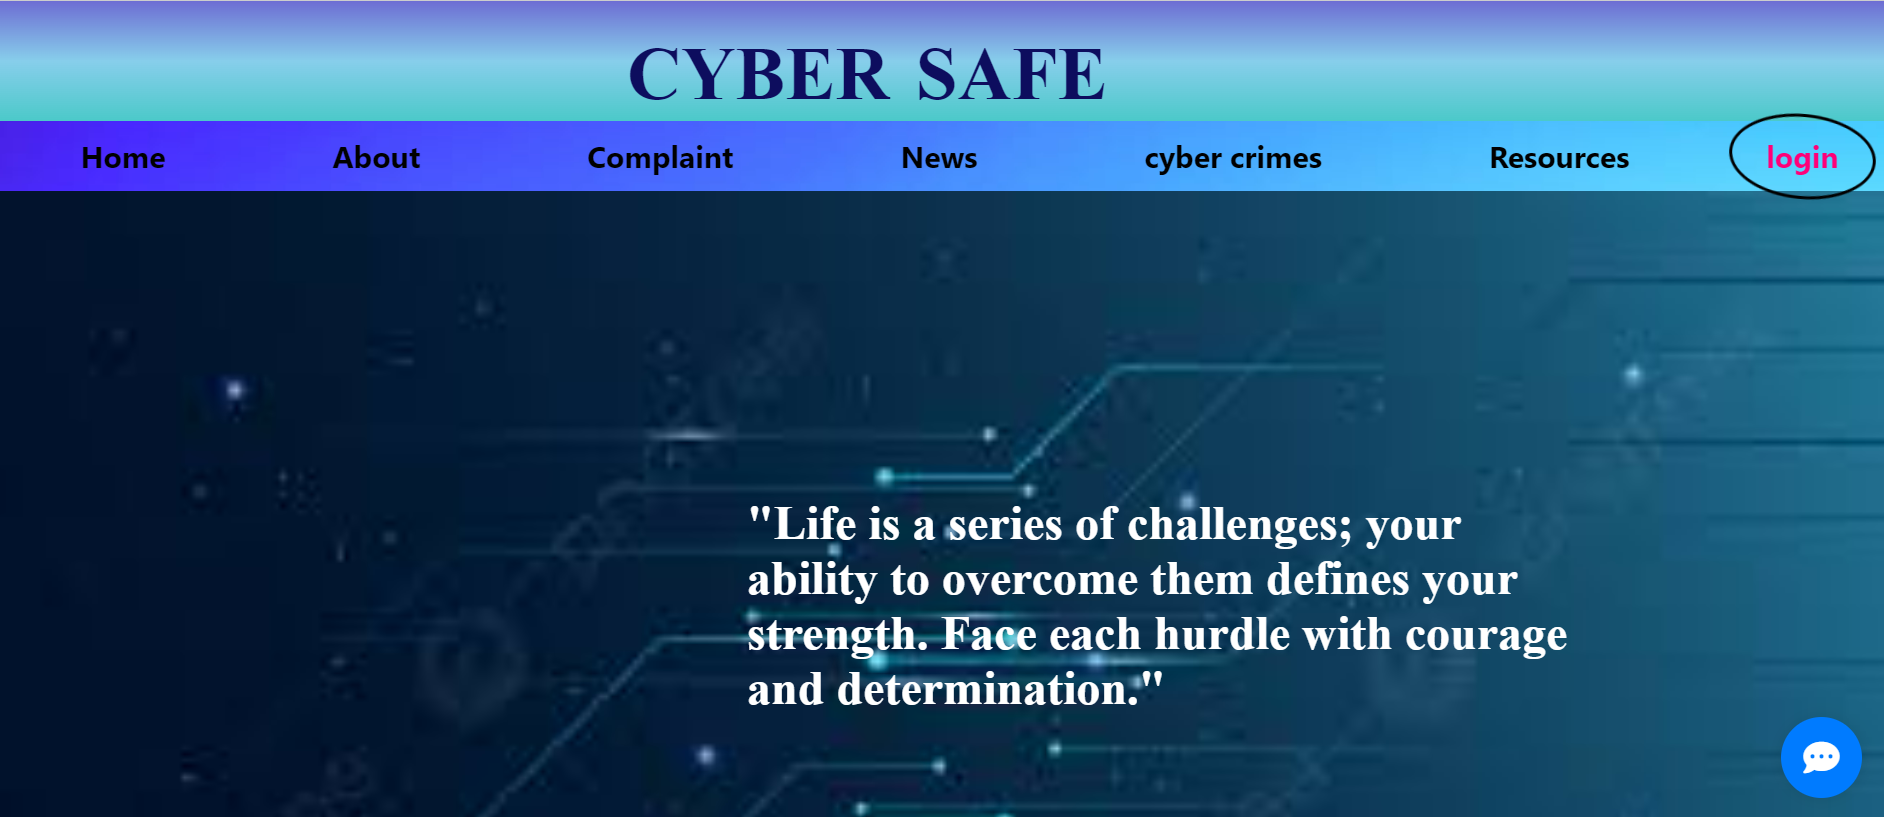 CYBER SAFE
Home About Complaint News cyber crimes Resources login
"Life is a series of challenges; your
ability to overcome them defines your
strength. Face each hurdle with courage
and determination."